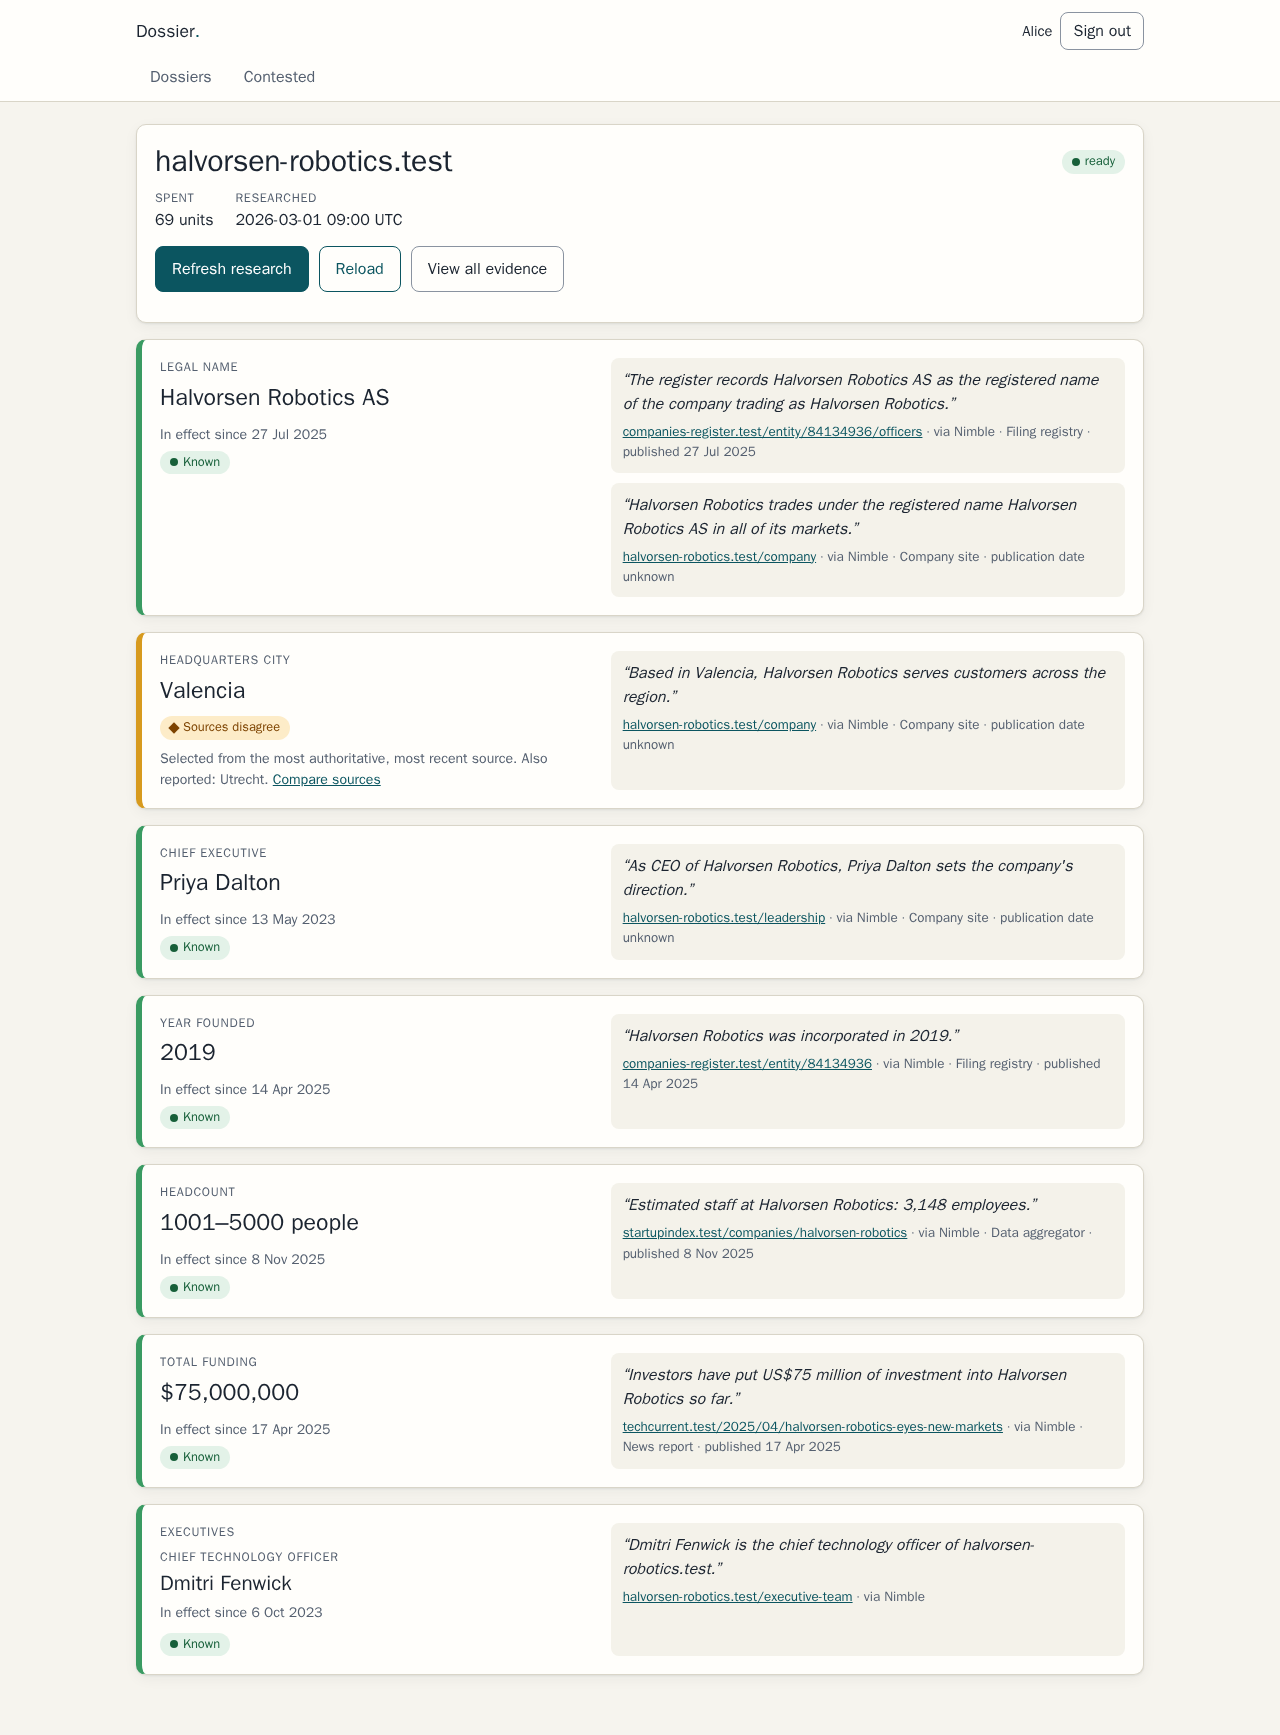 Dossier.
Alice
Sign out
Dossiers
Contested
halvorsen-robotics.test
ready
SPENT
69 units
RESEARCHED
2026-03-01 09:00 UTC
Refresh research
Reload
View all evidence
LEGAL NAME
Halvorsen Robotics AS
In effect since 27 Jul 2025
Known
“The register records Halvorsen Robotics AS as the registered name
of the company trading as Halvorsen Robotics.”
companies-register.test/entity/84134936/officers · via Nimble · Filing registry ·
published 27 Jul 2025
“Halvorsen Robotics trades under the registered name Halvorsen
Robotics AS in all of its markets.”
halvorsen-robotics.test/company · via Nimble · Company site · publication date
unknown
HEADQUARTERS CITY
Valencia
Sources disagree
Selected from the most authoritative, most recent source. Also
reported: Utrecht. Compare sources
“Based in Valencia, Halvorsen Robotics serves customers across the
region.”
halvorsen-robotics.test/company · via Nimble · Company site · publication date
unknown
CHIEF EXECUTIVE
Priya Dalton
In effect since 13 May 2023
Known
“As CEO of Halvorsen Robotics, Priya Dalton sets the company's
direction.”
halvorsen-robotics.test/leadership · via Nimble · Company site · publication date
unknown
YEAR FOUNDED
2019
In effect since 14 Apr 2025
Known
“Halvorsen Robotics was incorporated in 2019.”
companies-register.test/entity/84134936 · via Nimble · Filing registry · published
14 Apr 2025
HEADCOUNT
1001–5000 people
In effect since 8 Nov 2025
Known
“Estimated staff at Halvorsen Robotics: 3,148 employees.”
startupindex.test/companies/halvorsen-robotics · via Nimble · Data aggregator ·
published 8 Nov 2025
TOTAL FUNDING
$75,000,000
In effect since 17 Apr 2025
Known
“Investors have put US$75 million of investment into Halvorsen
Robotics so far.”
techcurrent.test/2025/04/halvorsen-robotics-eyes-new-markets · via Nimble ·
News report · published 17 Apr 2025
EXECUTIVES
CHIEF TECHNOLOGY OFFICER
Dmitri Fenwick
In effect since 6 Oct 2023
Known
“Dmitri Fenwick is the chief technology officer of halvorsen-
robotics.test.”
halvorsen-robotics.test/executive-team · via Nimble